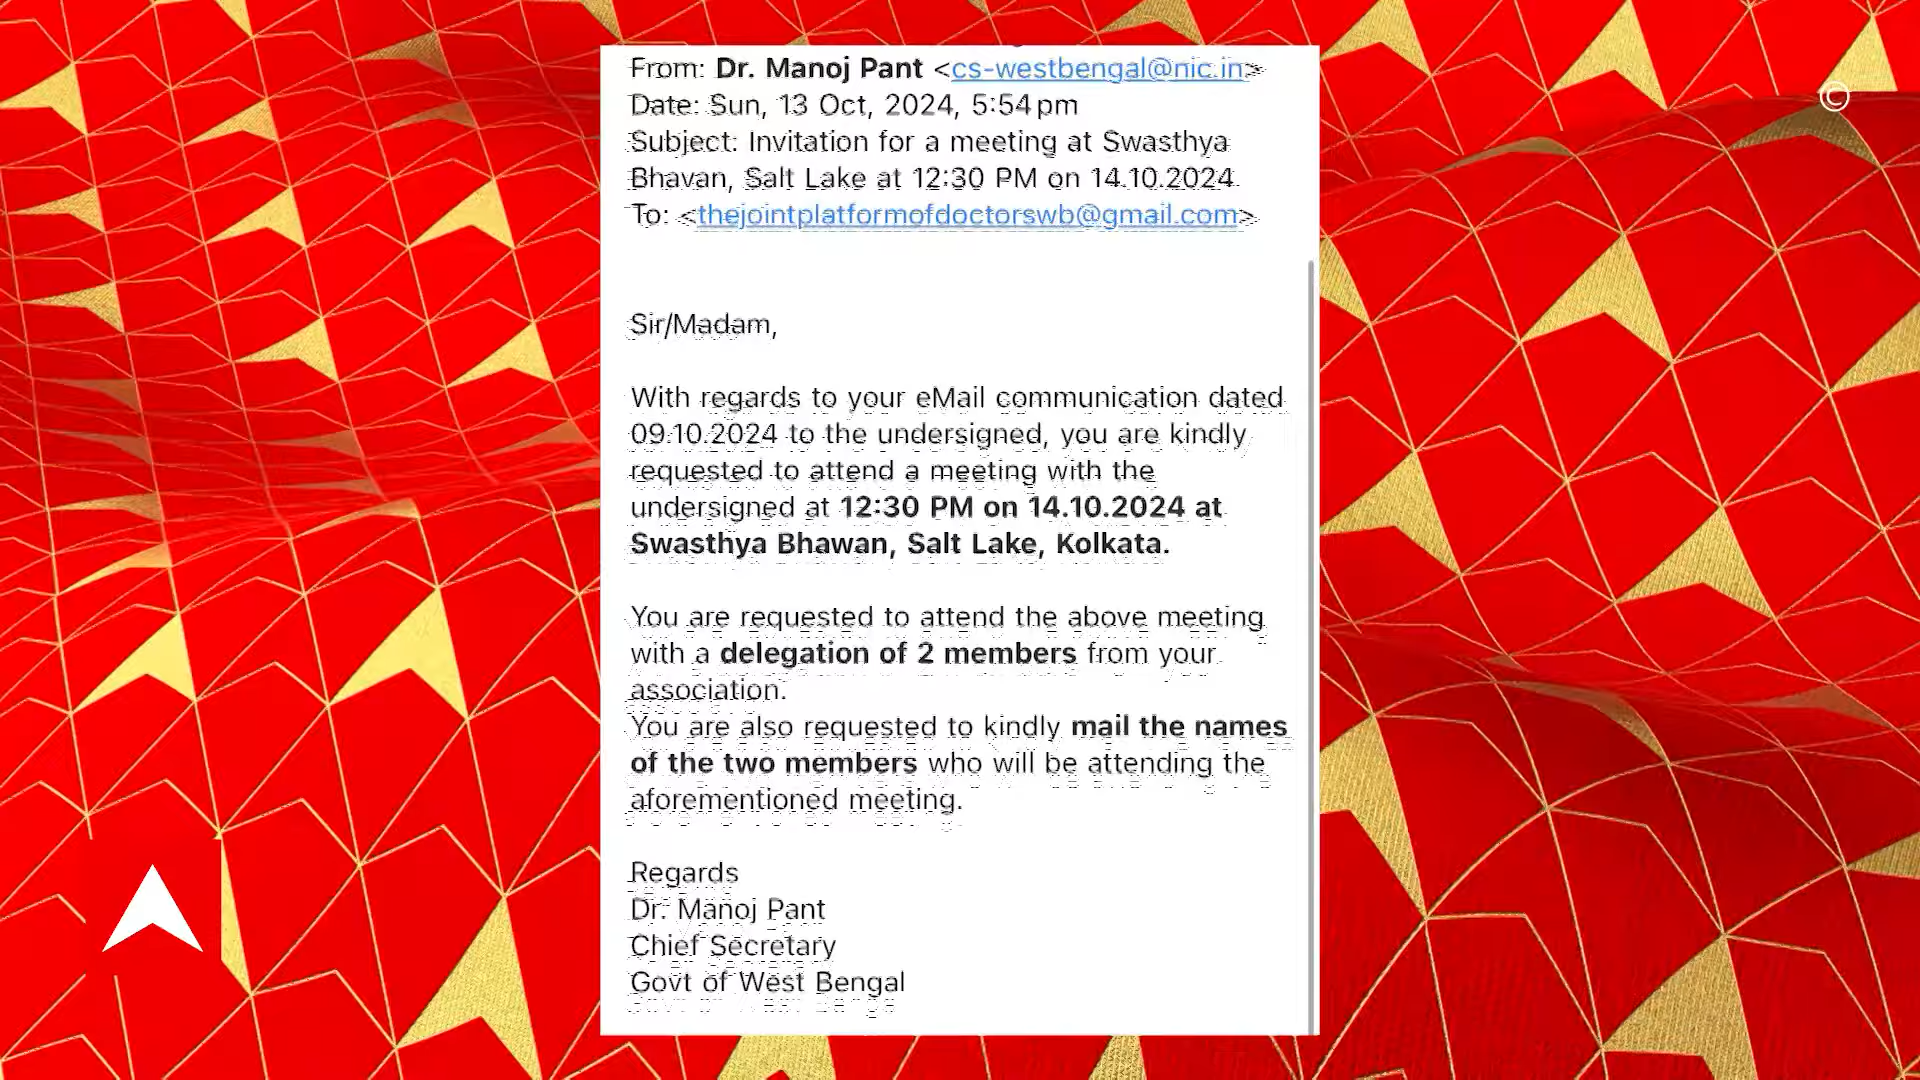 From: Dr. Manoj Pant <cs-westbengal@nic.in>
Date: Sun, 13 Oct, 2024, 5:54 pm
Subject: Invitation for a meeting at Swasthya
Bhavan, Salt Lake at 12:30 PM on 14.10.2024
To: <thejointplatformofdoctorswb@gmail.com>
©
Sir/Madam,
With regards to your eMail communication dated
09.10.2024 to the undersigned, you are kindly
requested to attend a meeting with the
undersigned at 12:30 PM on 14.10.2024 at
Swasthya Bhawan, Salt Lake, Kolkata.
You are requested to attend the above meeting
with a delegation of 2 members from your
association.
You are also requested to kindly mail the names
of the two members who will be attending the
aforementioned meeting.
Regards
Dr. Manoj Pant
Chief Secretary
Govt of West Bengal